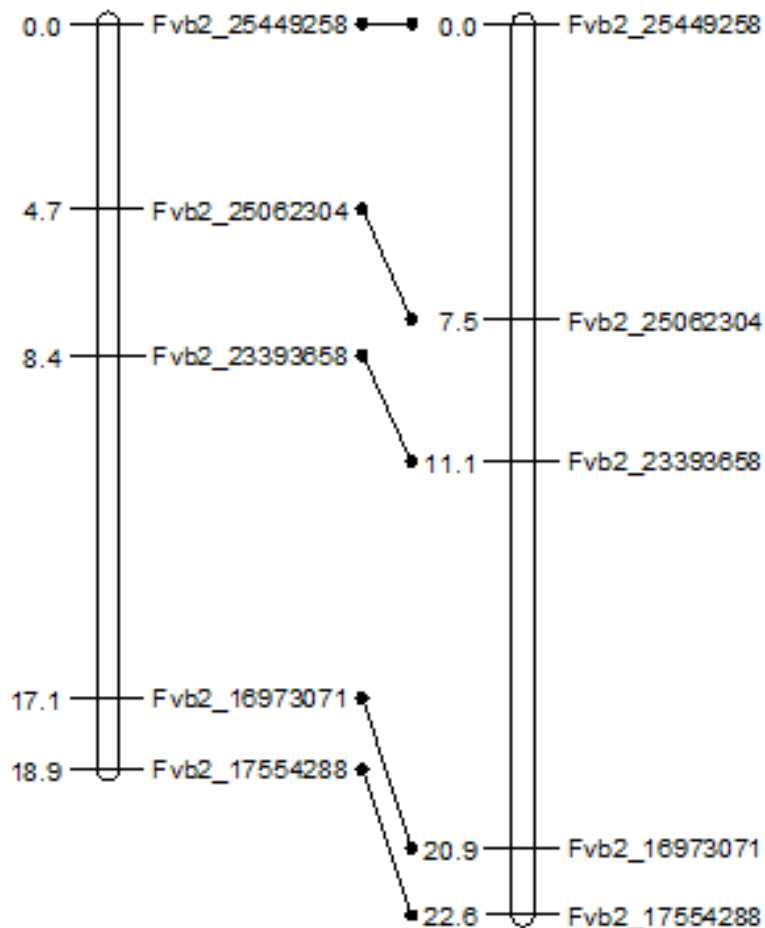 0.0 Fvb2_25449258 0.0 Fvb2_25449258
4.7 Fvb2_25062304
7.5 Fvb2_25062304
8.4 Fvb2_23393658
11.1 Fvb2_23393658
17.1 Fvb2_16973071
18.9 Fvb2_17554288
20.9 Fvb2_16973071
22.6 Fvb2_17554288